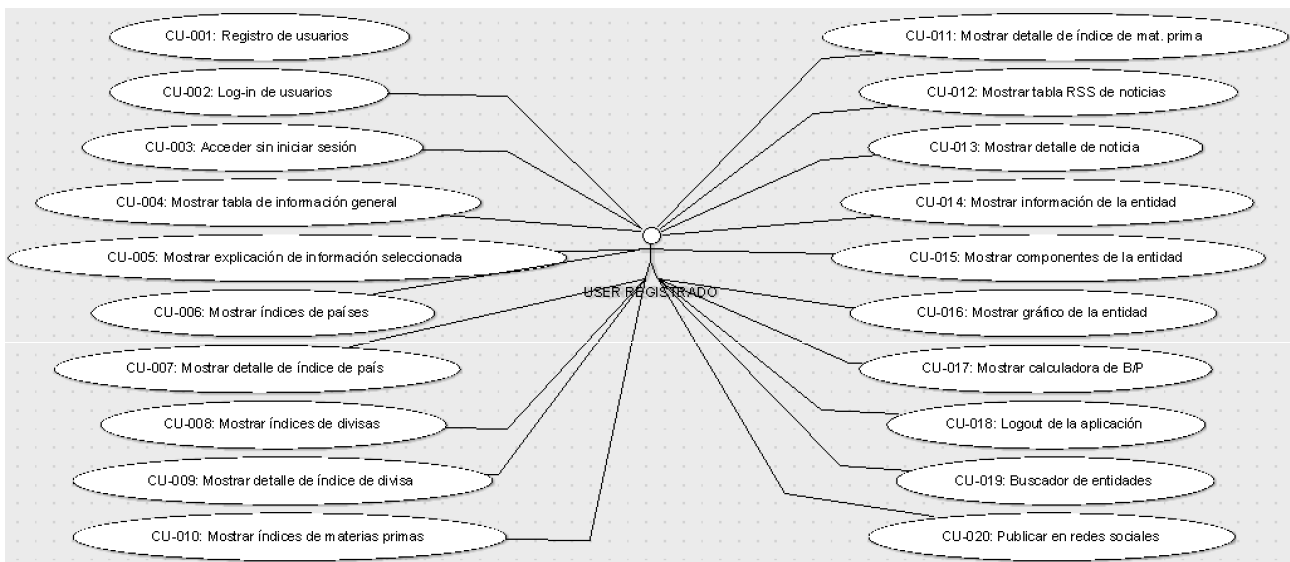 CU-001: Registro de usuarios
CU-002: Log-in de usuarios
CU-003: Acceder sin iniciar sesión
CU-004: Mostrar tabla de información general
CU-005: Mostrar explicación de información seleccionada
CU-006: Mostrar índices de países
CU-007: Mostrar detalle de índice de país
CU-008: Mostrar índices de divisas
CU-009: Mostrar detalle de índice de divisa
CU-010: Mostrar índices de materias primas
USER REGISTRADO
CU-011: Mostrar detalle de índice de mat. prima
CU-012: Mostrar tabla RSS de noticias
CU-013: Mostrar detalle de noticia
CU-014: Mostrar información de la entidad
CU-015: Mostrar componentes de la entidad
CU-016: Mostrar gráfico de la entidad
CU-017: Mostrar calculadora de B/P
CU-018: Logout de la aplicación
CU-019: Buscador de entidades
CU-020: Publicar en redes sociales